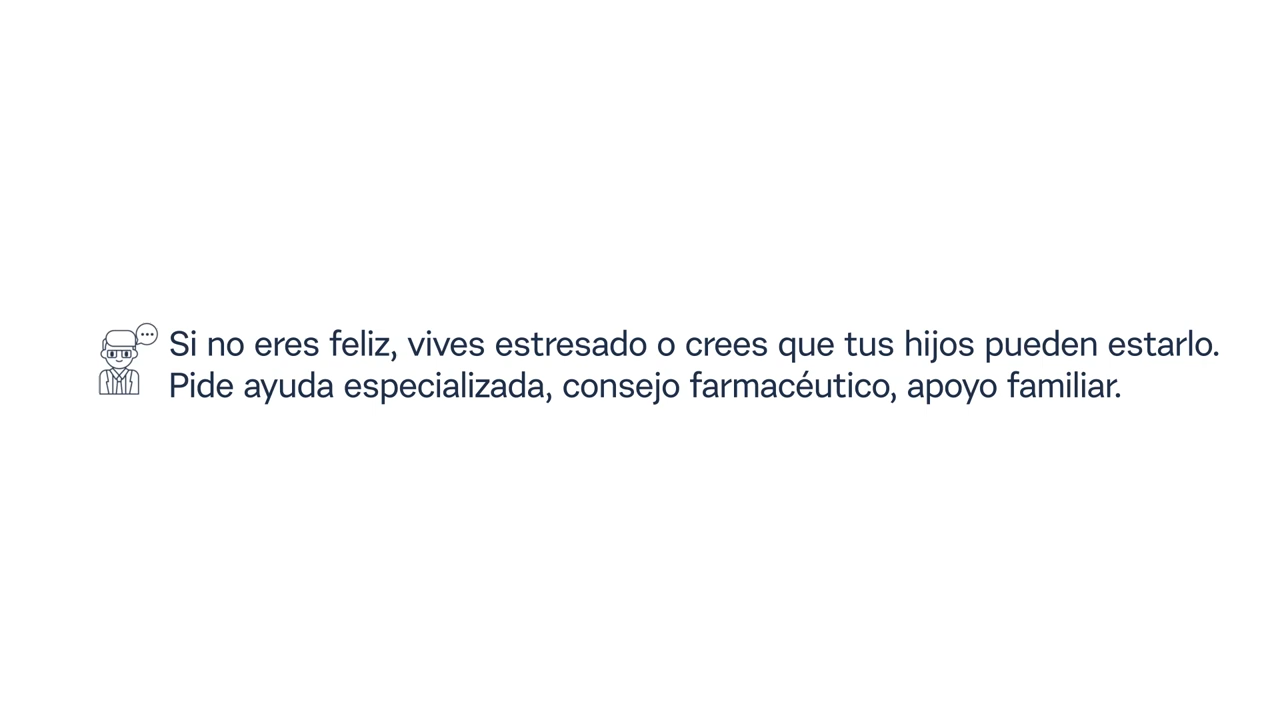 Si no eres feliz, vives estresado o crees que tus hijos pueden estarlo.
Pide ayuda especializada, consejo farmacéutico, apoyo familiar.